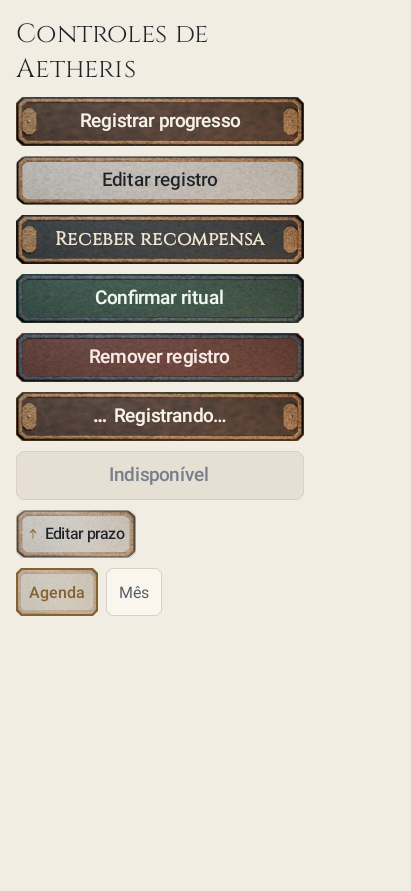 Controles de
Aetheris
Registrar progresso
Editar registro
Receber recompensa
Confirmar ritual
Remover registro
… Registrando…
Indisponível
↑ Editar prazo
Agenda Mês